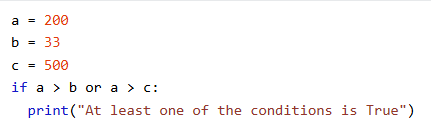 a = 200
b = 33
c = 500
if a > b or a > c:
  print("At least one of the conditions is True")